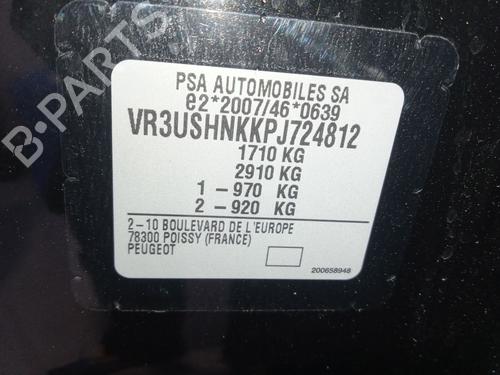 PSA AUTOMOBILES SA
e2*2007/46*0639
VR3USHNKKPJ724812
1710 KG
2910 KG
1 - 970 KG
2 - 920 KG
2-10 BOULEVARD DE L'EUROPE
78300 POISSY (FRANCE)
PEUGEOT
200658948
B-PARTS